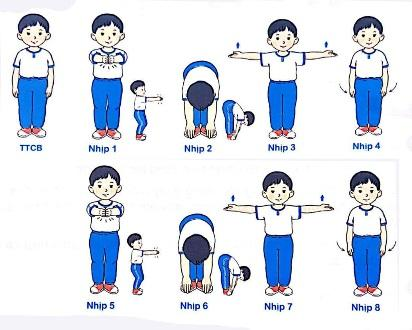 TTCB
Nhịp 1
Nhịp 2
Nhịp 3
Nhịp 4
Nhịp 5
Nhịp 6
Nhịp 7
Nhịp 8